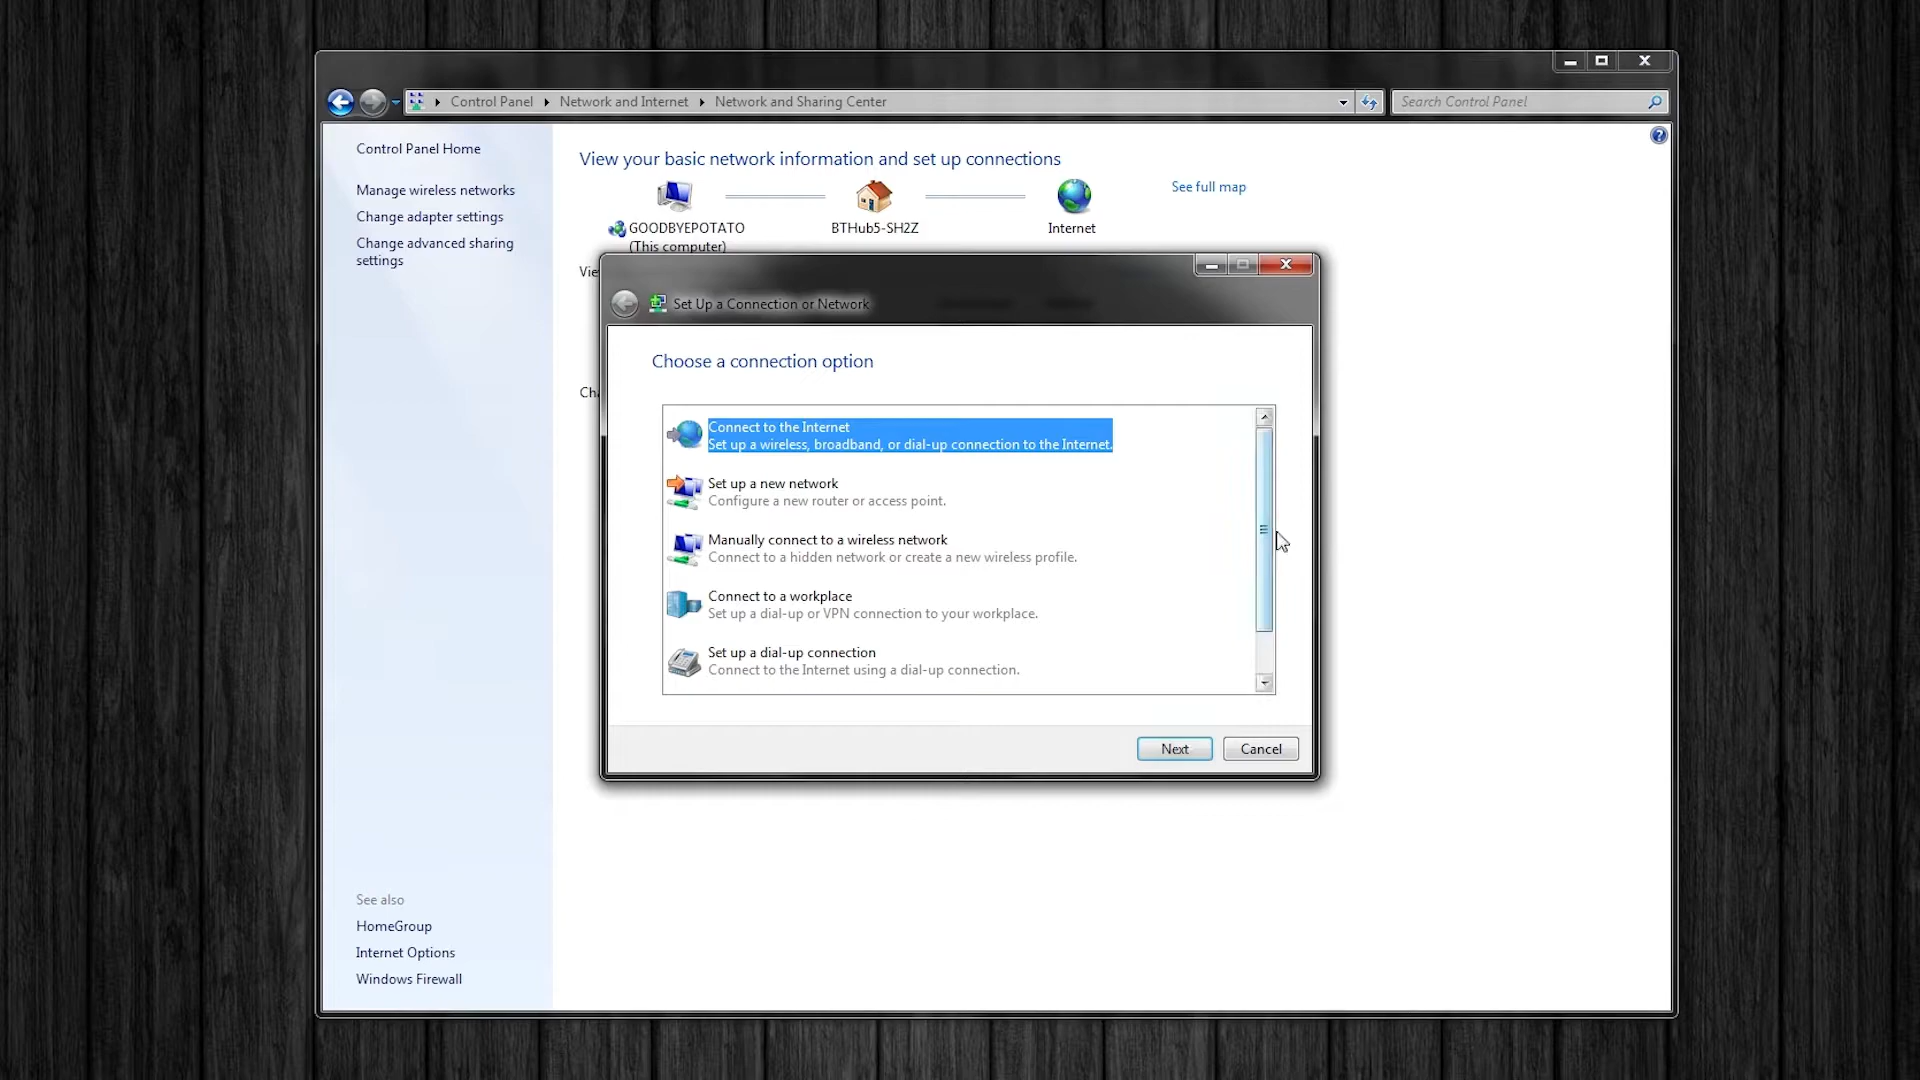 Control Panel
Network and Internet
Network and Sharing Center
Search Control Panel
Control Panel Home
Manage wireless networks
Change adapter settings
Change advanced sharing
settings
See also
HomeGroup
Internet Options
Windows Firewall
View your basic network information and set up connections
See full map
GOODBYEPOTATO
(This computer)
BTHub5-SH2Z
Internet
Set Up a Connection or Network
Choose a connection option
Connect to the Internet
Set up a wireless, broadband, or dial-up connection to the Internet.
Set up a new network
Configure a new router or access point.
Manually connect to a wireless network
Connect to a hidden network or create a new wireless profile.
Connect to a workplace
Set up a dial-up or VPN connection to your workplace.
Set up a dial-up connection
Connect to the Internet using a dial-up connection.
Next
Cancel